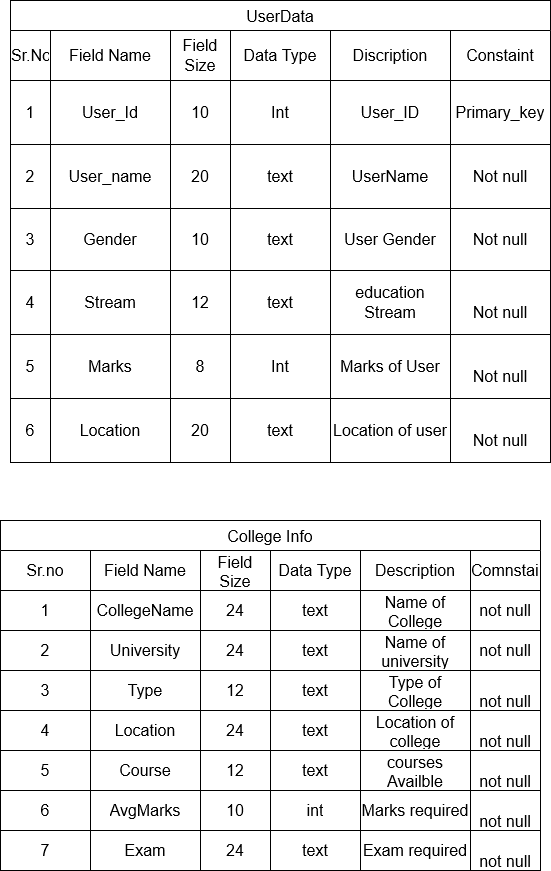 UserData
Sr.No Field Name Field Size Data Type Discription Constaint
1 User_Id 10 Int User_ID Primary_key
2 User_name 20 text UserName Not null
3 Gender 10 text User Gender Not null
4 Stream 12 text education Stream Not null
5 Marks 8 Int Marks of User Not null
6 Location 20 text Location of user Not null
College Info
Sr.no Field Name Field Size Data Type Description Comnstai
1 CollegeName 24 text Name of College not null
2 University 24 text Name of university not null
3 Type 12 text Type of College not null
4 Location 24 text Location of college not null
5 Course 12 text courses Availble not null
6 AvgMarks 10 int Marks required not null
7 Exam 24 text Exam required not null